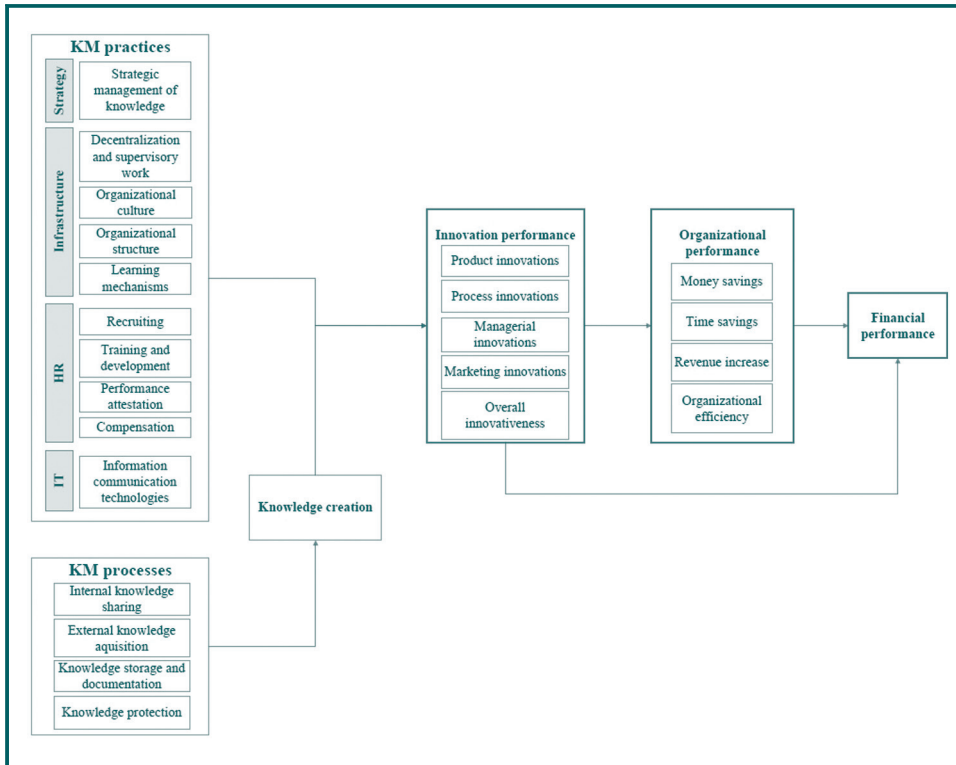 KM practices
Strategy
Strategic
management of
knowledge
Infrastructure
Decentralization
and supervisory
work
Organizational
culture
Organizational
structure
Learning
mechanisms
HR
Recruiting
Training and
development
Performance
attestation
Compensation
IT
Information
communication
technologies
KM processes
Internal knowledge
sharing
External knowledge
aquisition
Knowledge storage and
documentation
Knowledge protection
Knowledge creation
Innovation performance
Product innovations
Process innovations
Managerial
innovations
Marketing innovations
Overall
innovativeness
Organizational
performance
Money savings
Time savings
Revenue increase
Organizational
efficiency
Financial
performance